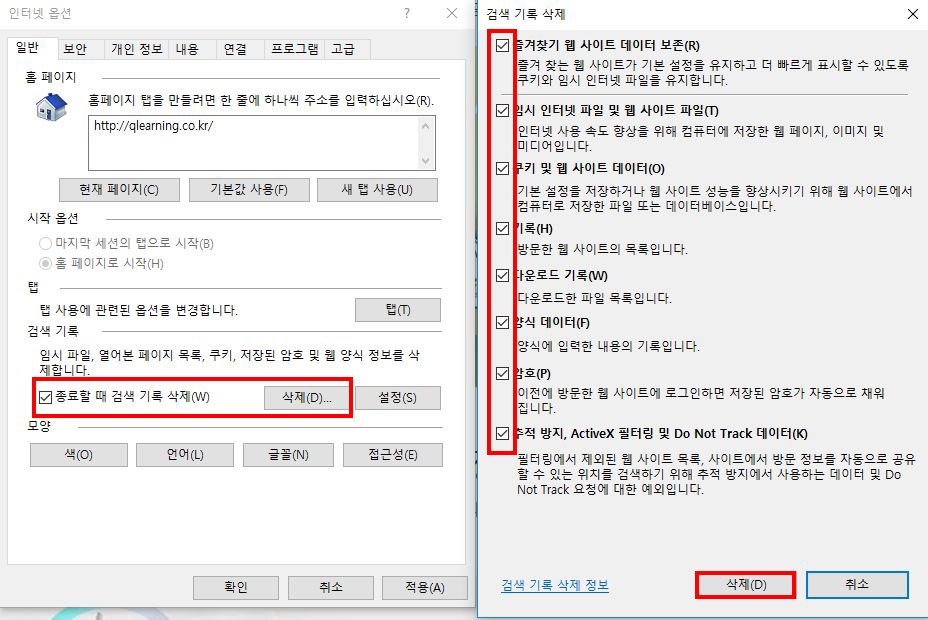 인터넷 옵션
일반 보안 개인 정보 내용 연결 프로그램 고급
홈 페이지
홈페이지 탭을 만들려면 한 줄에 하나씩 주소를 입력하십시오(R).
http://qlearning.co.kr/
현재 페이지(C) 기본값 사용(F) 새 탭 사용(U)
시작 옵션
마지막 세션의 탭으로 시작(B)
홈 페이지로 시작(H)
탭
탭 사용에 관련된 옵션을 변경합니다.
탭(T)
검색 기록
임시 파일, 열어본 페이지 목록, 쿠키, 저장된 암호 및 웹 양식 정보를 삭
제합니다.
종료할 때 검색 기록 삭제(W) 삭제(D)... 설정(S)
모양
색(O) 언어(L) 글꼴(N) 접근성(E)
확인 취소 적용(A)
검색 기록 삭제
즐겨찾기 웹 사이트 데이터 보존(R)
즐겨 찾는 웹 사이트가 기본 설정을 유지하고 더 빠르게 표시할 수 있도록
쿠키와 임시 인터넷 파일을 유지합니다.
임시 인터넷 파일 및 웹 사이트 파일(T)
인터넷 사용 속도 향상을 위해 컴퓨터에 저장한 웹 페이지, 이미지 및
미디어입니다.
쿠키 및 웹 사이트 데이터(O)
기본 설정을 저장하거나 웹 사이트 성능을 향상시키기 위해 웹 사이트에서
컴퓨터로 저장한 파일 또는 데이터베이스입니다.
기록(H)
방문한 웹 사이트의 목록입니다.
다운로드 기록(W)
다운로드한 파일 목록입니다.
양식 데이터(F)
양식에 입력한 내용의 기록입니다.
암호(P)
이전에 방문한 웹 사이트에 로그인하면 저장된 암호가 자동으로 채워
집니다.
추적 방지, ActiveX 필터링 및 Do Not Track 데이터(K)
필터링에서 제외된 웹 사이트 목록, 사이트에서 방문 정보를 자동으로 공유
할 수 있는 위치를 검색하기 위해 추적 방지에서 사용하는 데이터 및 Do
Not Track 요청에 대한 예외입니다.
검색 기록 삭제 정보 삭제(D) 취소